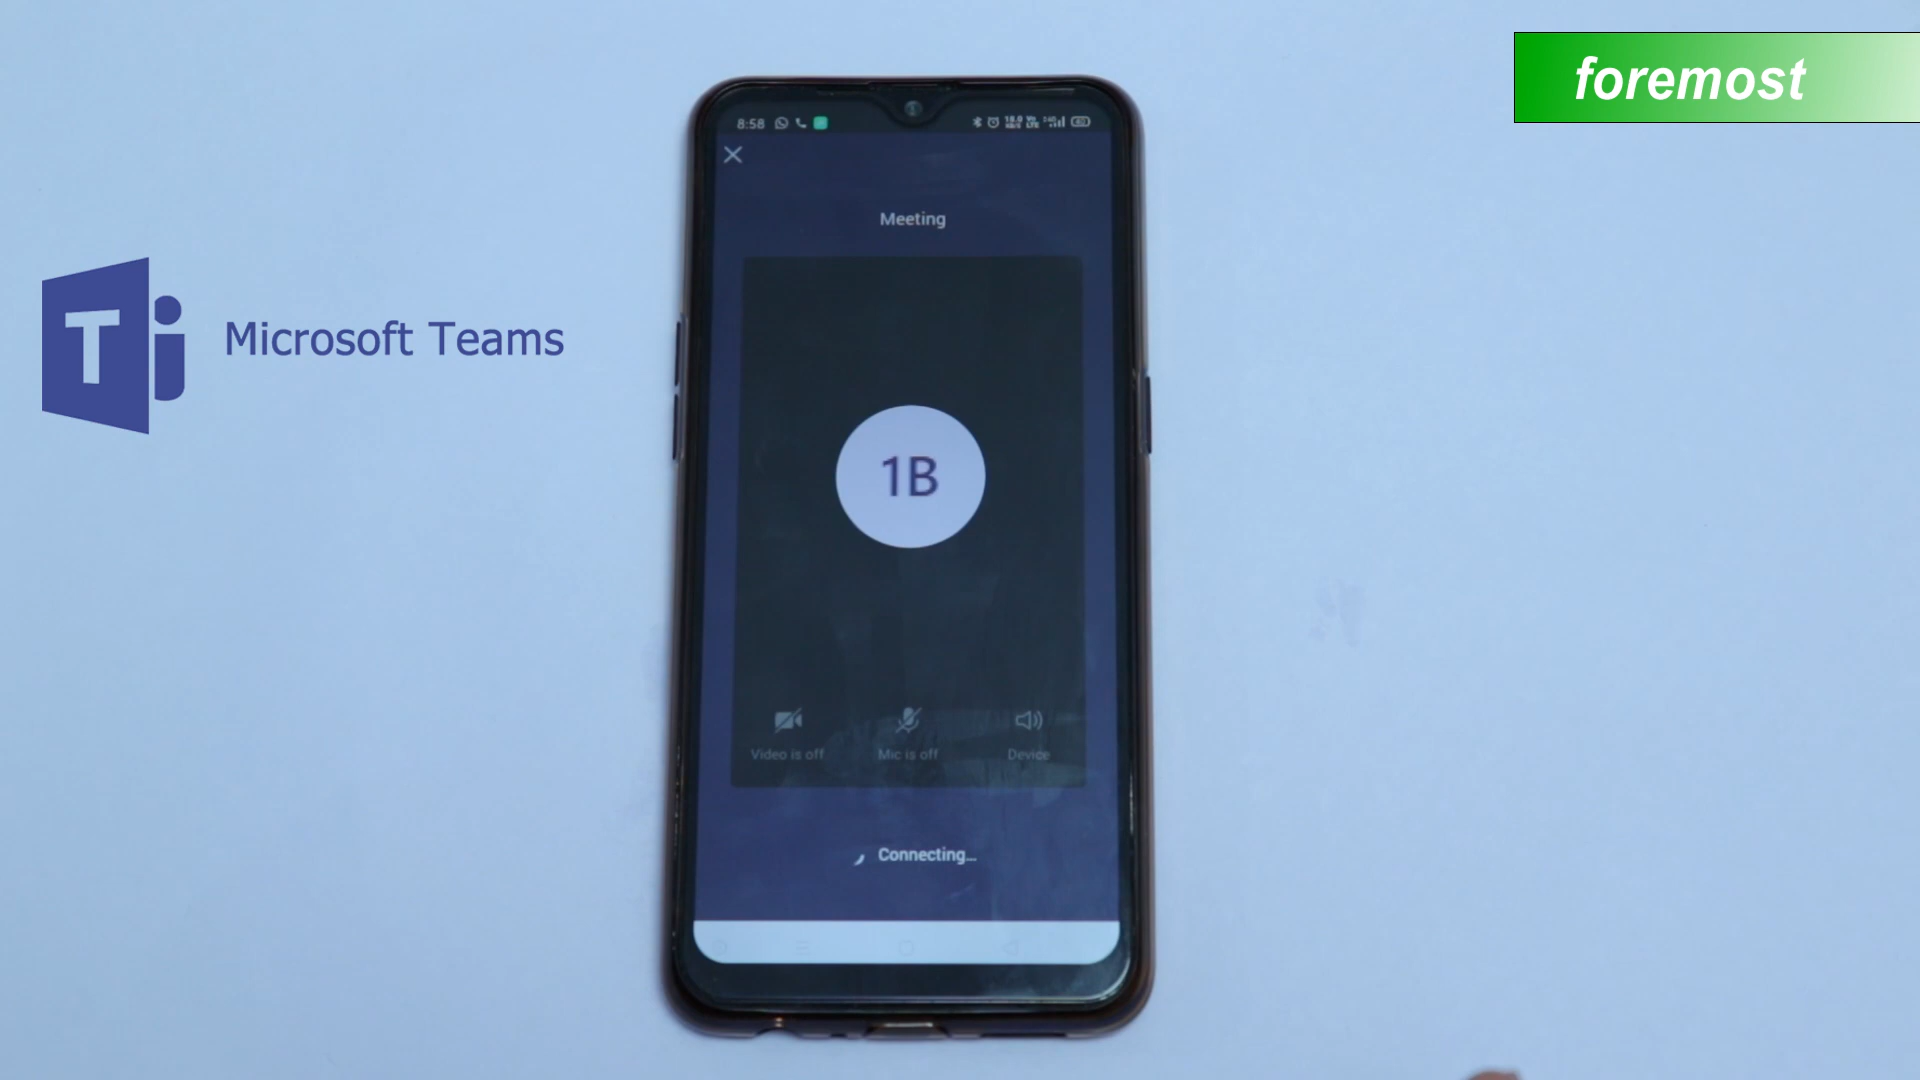 foremost
8:58
Meeting
T
Microsoft Teams
1B
Video is off
Mic is off
Device
Connecting...